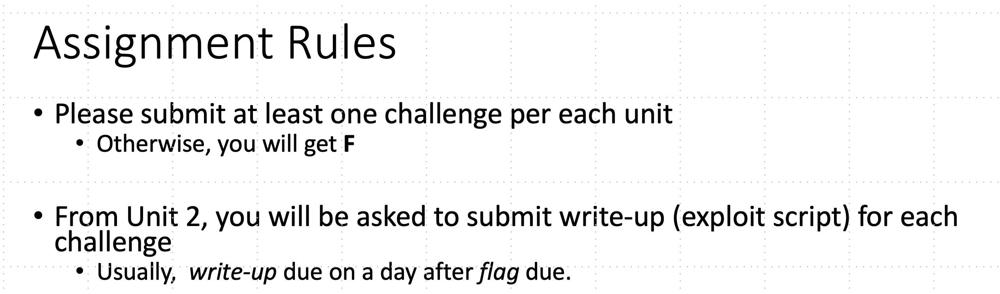 Assignment Rules
• Please submit at least one challenge per each unit
• Otherwise, you will get F
• From Unit 2, you will be asked to submit write-up (exploit script) for each
challenge
• Usually, write-up due on a day after flag due.